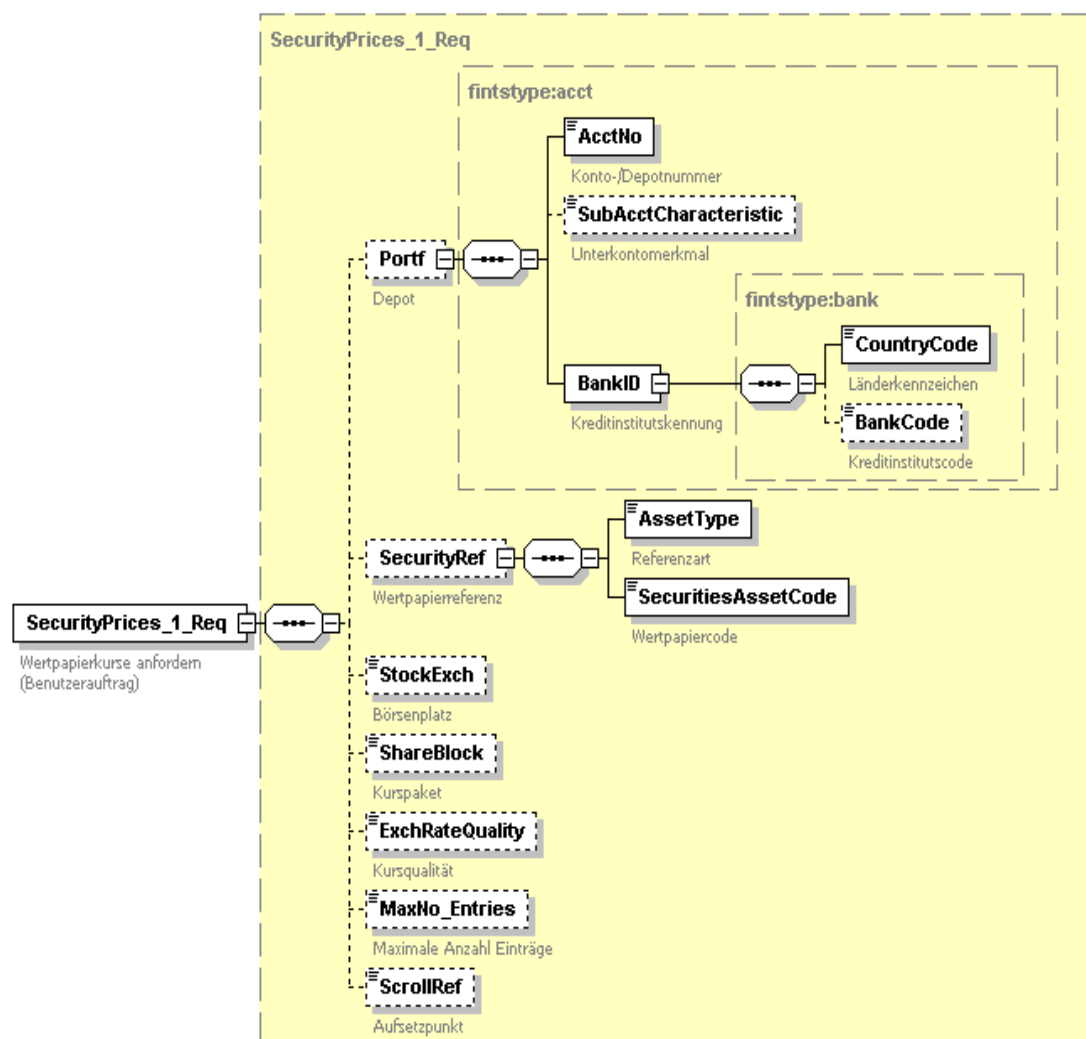 SecurityPrices_1_Req
fintstype:acct
AcctNo
Konto-/Depotnummer
SubAcctCharacteristic
Unterkontomerkmal
Portf
Depot
fintstype:bank
CountryCode
Länderkennzeichen
BankID
Kreditinstitutskennung
BankCode
Kreditinstitutscode
AssetType
Referenzart
SecurityRef
Wertpapierreferenz
SecuritiesAssetCode
Wertpapiercode
SecurityPrices_1_Req
Wertpapierkurse anfordern
(Benutzerauftrag)
StockExch
Börsenplatz
ShareBlock
Kurspaket
ExchRateQuality
Kursqualität
MaxNo_Entries
Maximale Anzahl Einträge
ScrollRef
Aufsetzpunkt